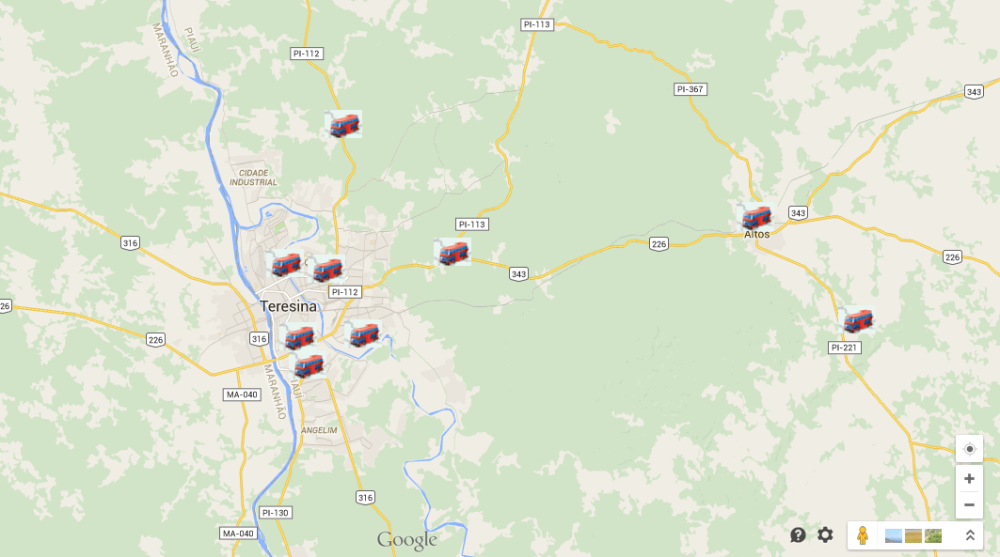 PI-113
PIAUÍ
MARANHÃO
PI-112
PI-367
343
CIDADE
INDUSTRIAL
343
PI-113
Altos
316
226
226
343
PI-112
Teresina
26
226
316
PI-221
MARANHÃO
MA-040
ANGELIM
316
PI-130
MA-040
Google